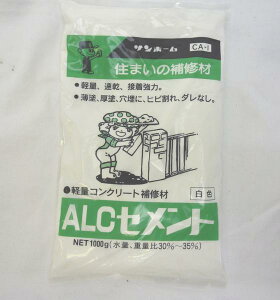 サンホーム
CA-1
住まいの補修材
•軽量、速乾、接着強力。
•薄塗、厚塗、穴埋に、ヒビ割れ、ダレなし。
•軽量コンクリート補修材
白色
ALCセメント
NET1000g(水量、重量比30%~35%)